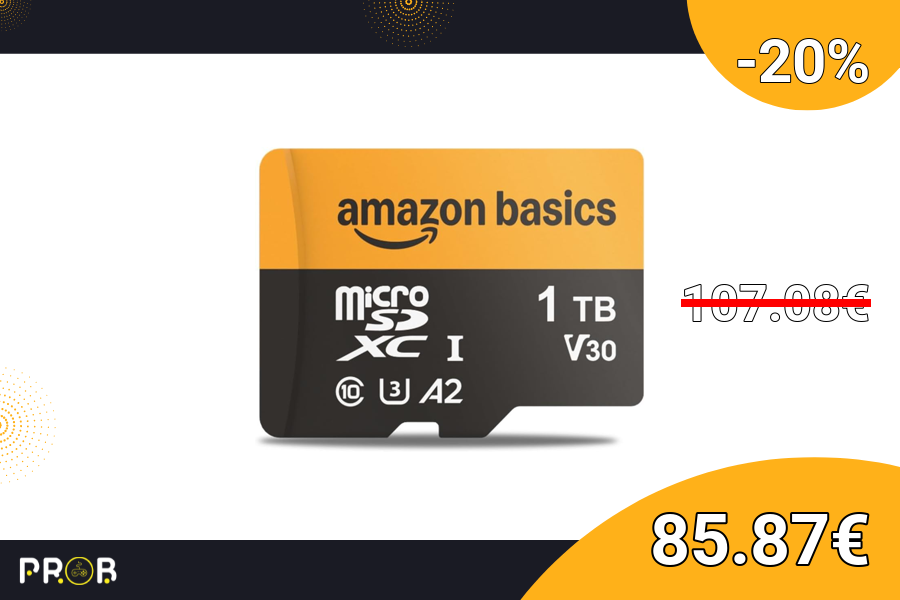 -20%
amazon basics
micro
SD
XC I
1 TB
V30
10 U3 A2
107.08€
85.87€
PROB